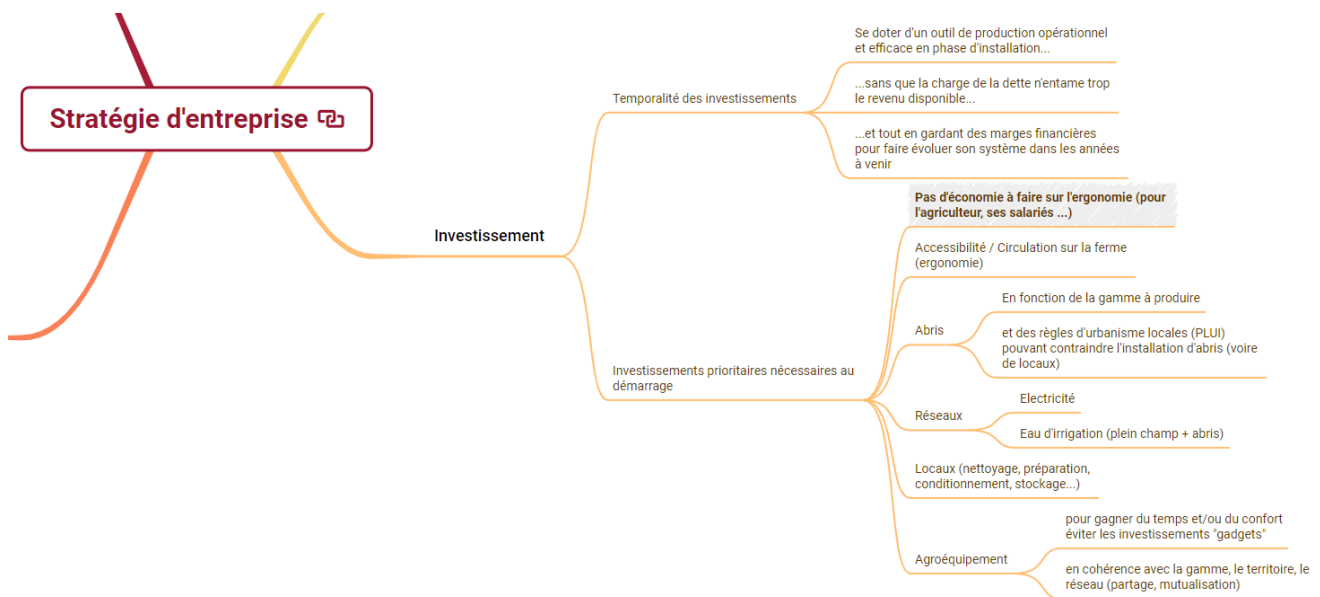 Stratégie d'entreprise
Investissement
Temporalité des investissements
Se doter d'un outil de production opérationnel
et efficace en phase d'installation...
...sans que la charge de la dette n'entame trop
le revenu disponible...
...et tout en gardant des marges financières
pour faire évoluer son système dans les années
à venir
Investissements prioritaires nécessaires au
démarrage
Pas d'économie à faire sur l'ergonomie (pour
l'agriculteur, ses salariés ...)
Accessibilité / Circulation sur la ferme
(ergonomie)
Abris
En fonction de la gamme à produire
et des règles d'urbanisme locales (PLUI)
pouvant contraindre l'installation d'abris (voire
de locaux)
Réseaux
Electricité
Eau d'irrigation (plein champ + abris)
Locaux (nettoyage, préparation,
conditionnement, stockage...)
Agroéquipement
pour gagner du temps et/ou du confort
éviter les investissements "gadgets"
en cohérence avec la gamme, le territoire, le
réseau (partage, mutualisation)